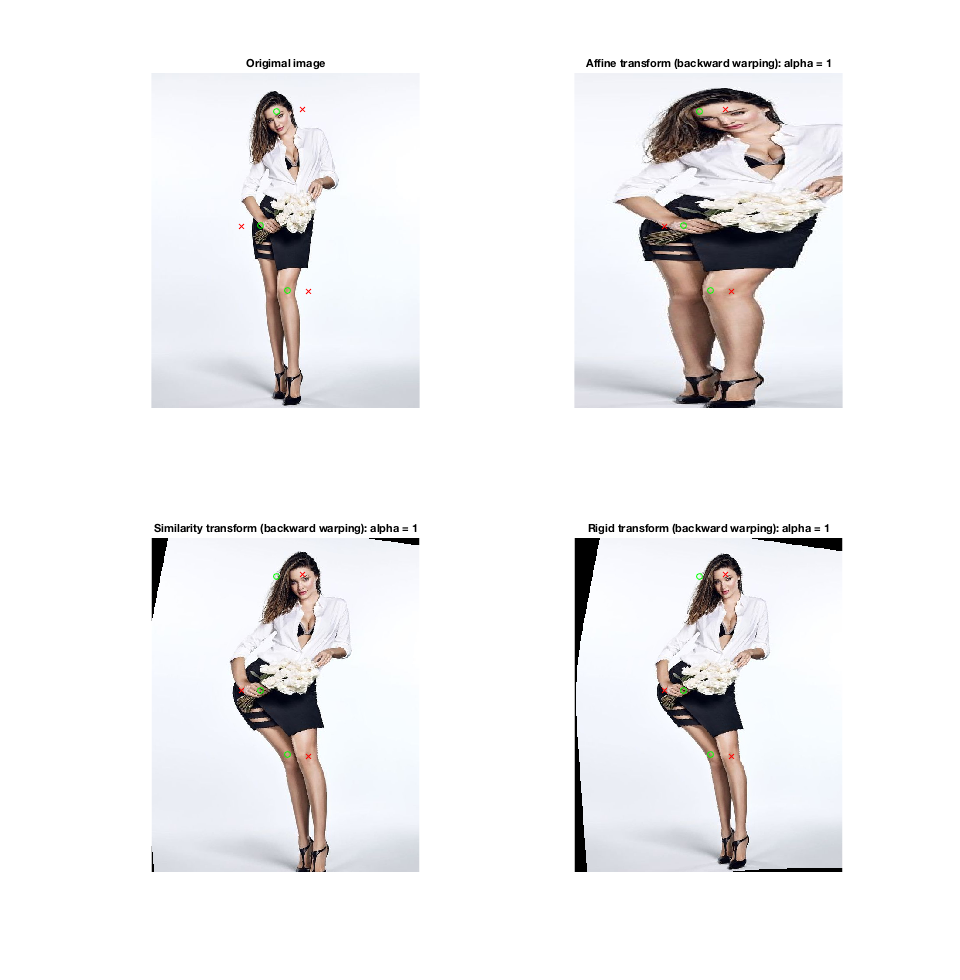 Origimal image
Affine transform (backward warping): alpha = 1
Similarity transform (backward warping): alpha = 1
Rigid transform (backward warping): alpha = 1